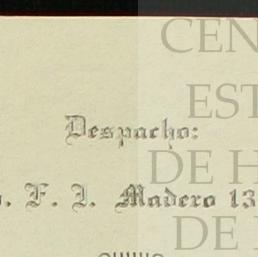 CEN
EST
Despacho:
DE H
. F. I. Madero 13
DE